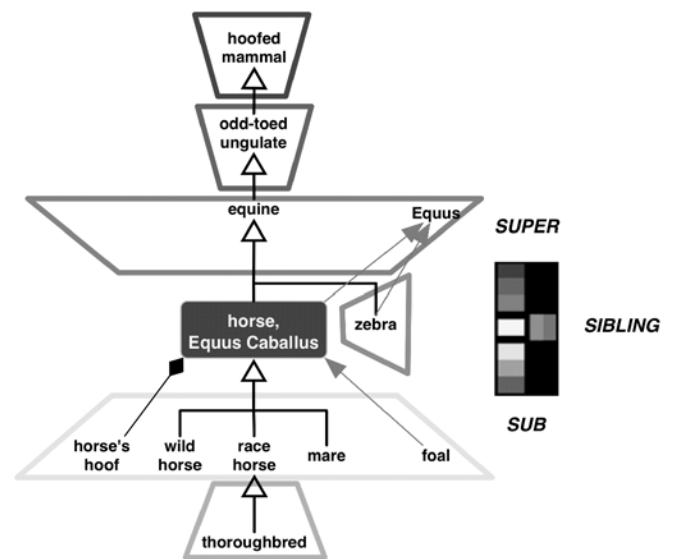 hoofed
mammal
odd-toed
ungulate
equine
Equus
SUPER
horse,
Equus Caballus
zebra
SIBLING
SUB
horse's
hoof
wild
horse
race
horse
mare
foal
thoroughbred